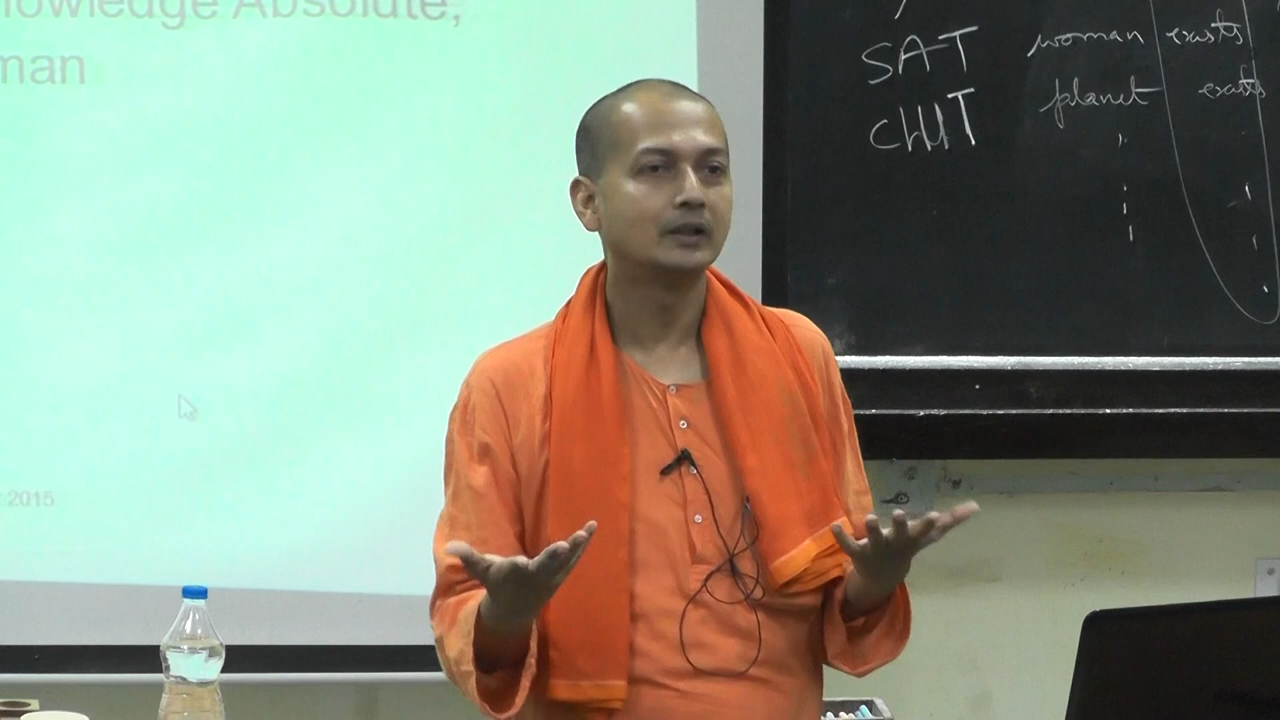 nowledge Absolute,
man
2015
SAT woman exists
CHIT planet exists